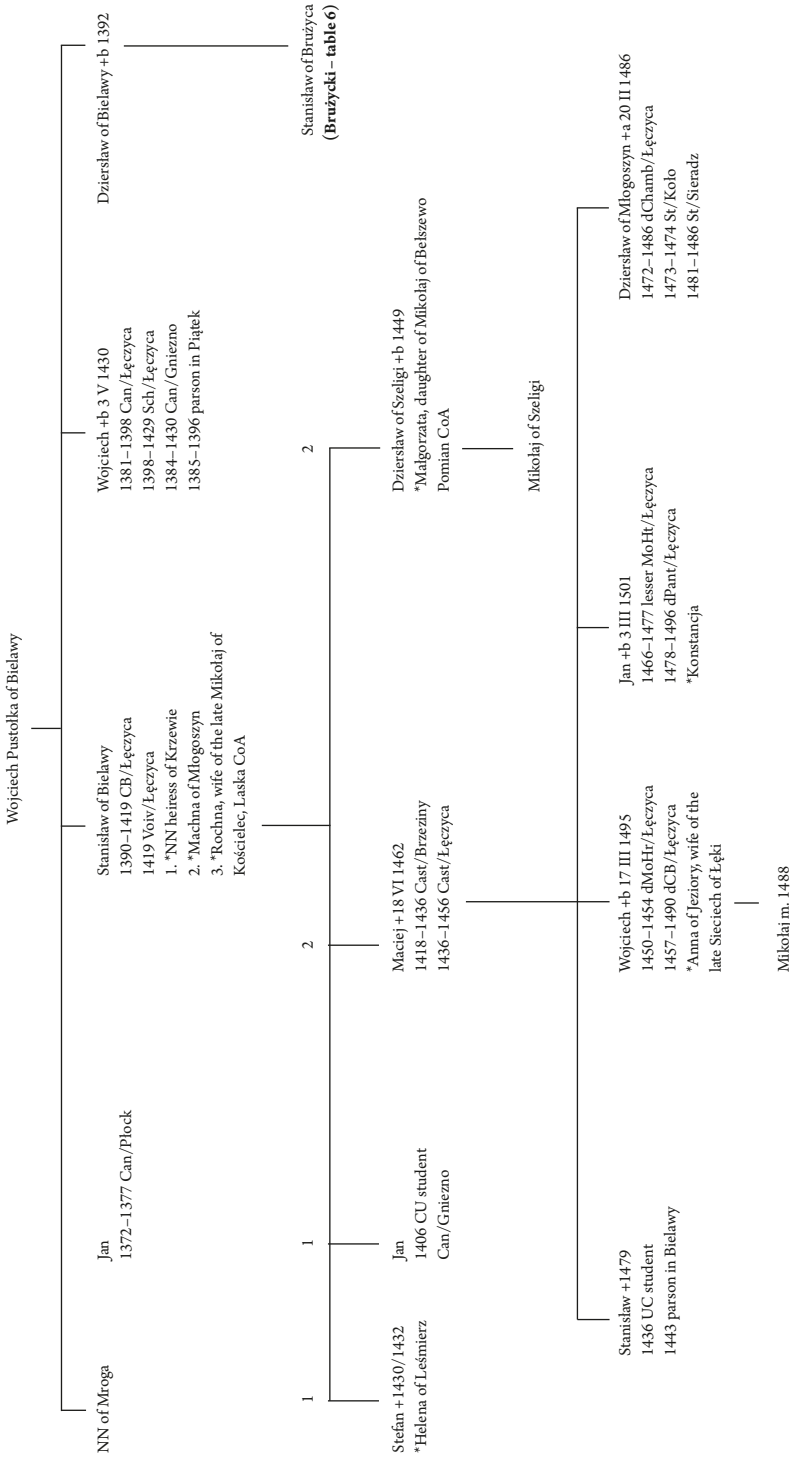 Wojciech Pustołka of Bielawy
NN of Mroga
Jan
1372–1377 Can/Płock
Stanisław of Bielawy
1390–1419 CB/Łęczyca
1419 Voiv/Łęczyca
1. *NN heiress of Krzewie
2. *Machna of Młogoszyn
3. *Rochna, wife of the late Mikołaj of
Kościelec, Laska CoA
Wojciech +b 3 V 1430
1381–1398 Can/Łęczyca
1398–1429 Sch/Łęczyca
1384–1430 Can/Gniezno
1385–1396 parson in Piątek
Dziersław of Bielawy +b 1392
1
1
2
2
Stefan +1430/1432
*Helena of Leśmierz
Jan
1406 CU student
Can/Gniezno
Maciej +18 VI 1462
1418–1436 Cast/Brzeziny
1436–1456 Cast/Łęczyca
Dziersław of Szeligi +b 1449
*Małgorzata, daughter of Mikołaj of Belszewo
Pomian CoA
Stanisław of Brużyca
(Brużycki – table 6)
Mikołaj of Szeligi
Stanisław +1479
1436 UC student
1443 parson in Bielawy
Wojciech +b 17 III 1495
1450–1454 dMoHr/Łęczyca
1457–1490 dCB/Łęczyca
*Anna of Jeziory, wife of the
late Sieciech of Łęki
Jan +b 3 III 1501
1466–1477 lesser MoHt/Łęczyca
1478–1496 dPant/Łęczyca
*Konstancja
Dziersław of Młogoszyn +a 20 II 1486
1472–1486 dChamb/Łęczyca
1473–1474 St/Koło
1481–1486 St/Sieradz
Mikołaj m. 1488